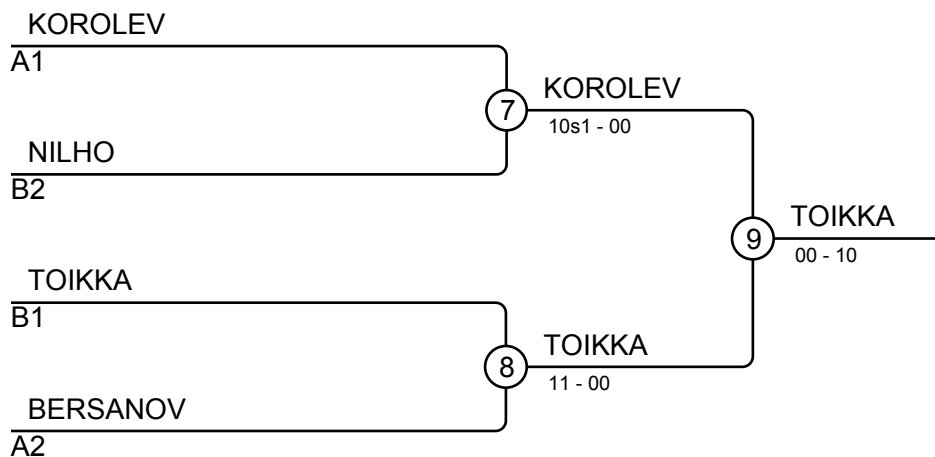 KOROLEV
A1
7
KOROLEV
10s1 - 00
NILHO
B2
9
TOIKKA
00 - 10
TOIKKA
B1
8
TOIKKA
11 - 00
BERSANOV
A2